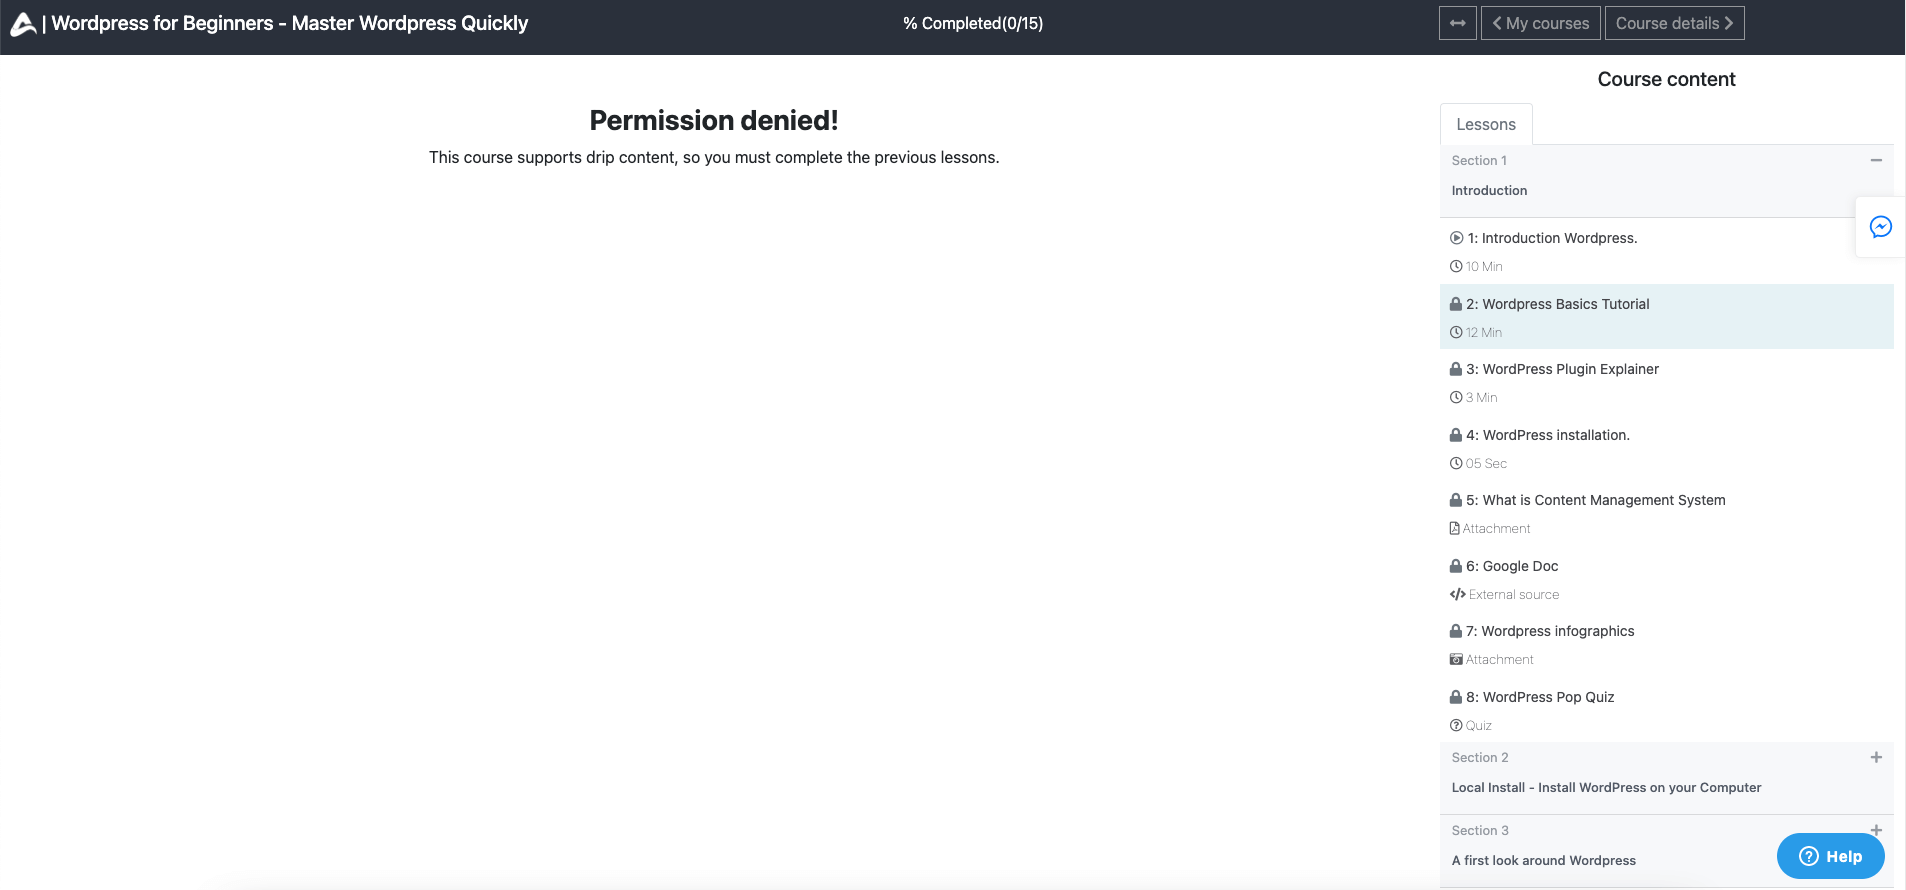 | Wordpress for Beginners - Master Wordpress Quickly
% Completed(0/15)
My courses
Course details
Permission denied!
This course supports drip content, so you must complete the previous lessons.
Course content
Lessons
Section 1
Introduction
1: Introduction Wordpress.
10 Min
2: Wordpress Basics Tutorial
12 Min
3: WordPress Plugin Explainer
3 Min
4: WordPress installation.
05 Sec
5: What is Content Management System
Attachment
6: Google Doc
External source
7: Wordpress infographics
Attachment
8: WordPress Pop Quiz
Quiz
Section 2
Local Install - Install WordPress on your Computer
Section 3
A first look around Wordpress
Help